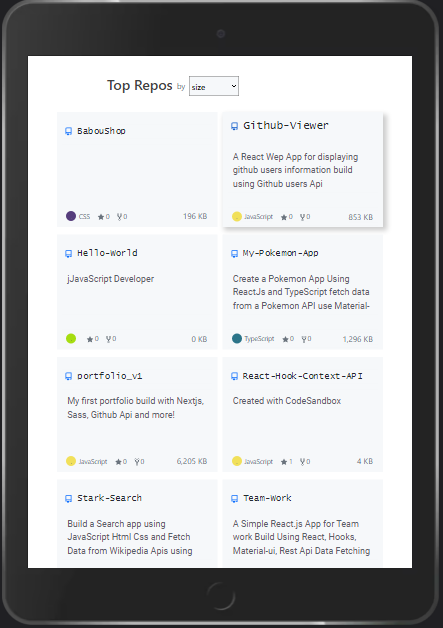 Top Repos by size
BabouShop
CSS 0 0 196 KB
Github-Viewer
A React Wep App for displaying
github users information build
using Github users Api
JavaScript 0 0 853 KB
Hello-World
jJavaScript Developer
0 0 0 KB
My-Pokemon-App
Create a Pokemon App Using
ReactJs and TypeScript fetch data
from a Pokemon API use Material-
TypeScript 0 0 1,296 KB
portfolio_v1
My first portfolio build with Nextjs,
Sass, Github Api and more!
JavaScript 0 0 6,205 KB
React-Hook-Context-API
Created with CodeSandbox
JavaScript 1 0 4 KB
Stark-Search
Build a Search app using
JavaScript Html Css and Fetch
Data from Wikipedia Apis using
Team-Work
A Simple React.js App for Team
work Build Using React, Hooks,
Material-ui, Rest Api Data Fetching